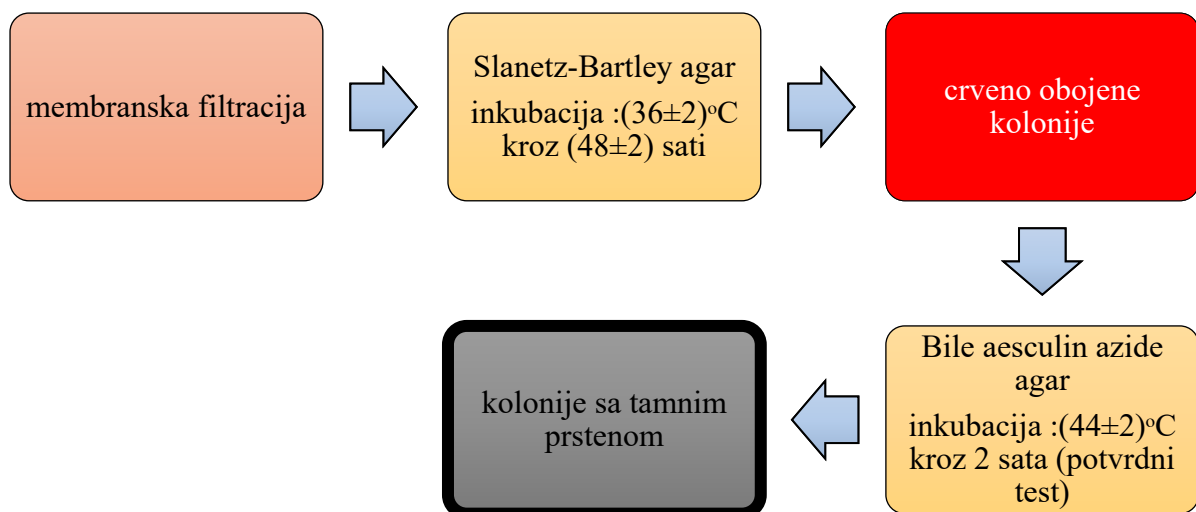 membranska filtracija
Slanetz-Bartley agar
inkubacija :(36±2)ºC
kroz (48±2) sati
crveno obojene
kolonije
Bile aesculin azide
agar
inkubacija :(44±2)ºC
kroz 2 sata (potvrdni
test)
kolonije sa tamnim
prstenom